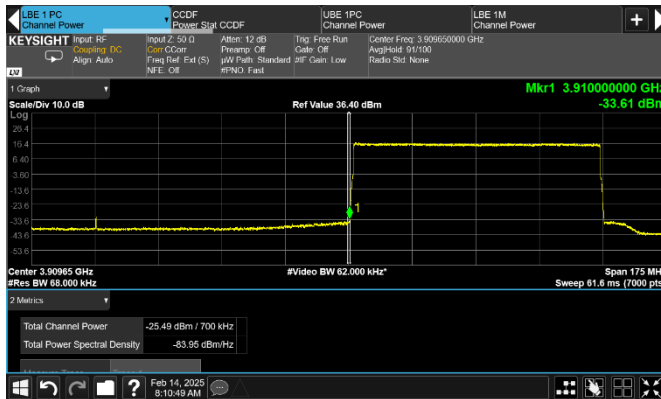 LBE 1 PC
Channel Power
CCDF
Power Stat CCDF
UBE 1PC
Channel Power
LBE 1M
Channel Power
+
KEYSIGHT
Input: RF
Coupling: DC
Align: Auto
Input Z: 50 Ω
Corr CCorr
Freq Ref: Ext (S)
NFE: Off
Atten: 12 dB
Preamp: Off
µW Path: Standard
#PNO: Fast
Trig: Free Run
Gate: Off
#IF Gain: Low
Center Freq: 3.909650000 GHz
Avg|Hold: 91/100
Radio Std: None
LXI
1 Graph
Mkr1 3.910000000 GHz
Scale/Div 10.0 dB
Ref Value 36.40 dBm
-33.61 dBm
Log
26.4
16.4
6.40
-3.60
-13.6
-23.6
-33.6
-43.6
-53.6
1
Center 3.90965 GHz
#Video BW 62.000 kHz*
Span 175 MH
#Res BW 68.000 kHz
Sweep 61.6 ms (7000 pts
2 Metrics
Total Channel Power -25.49 dBm / 700 kHz
Total Power Spectral Density -83.95 dBm/Hz
?
Feb 14, 2025
8:10:49 AM